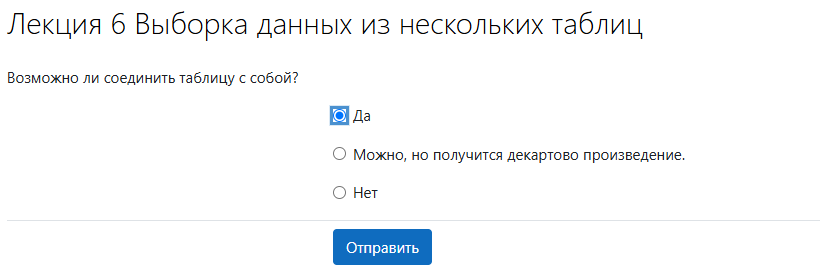 Лекция 6 Выборка данных из нескольких таблиц
Возможно ли соединить таблицу с собой?
Да
Можно, но получится декартово произведение.
Нет
Отправить